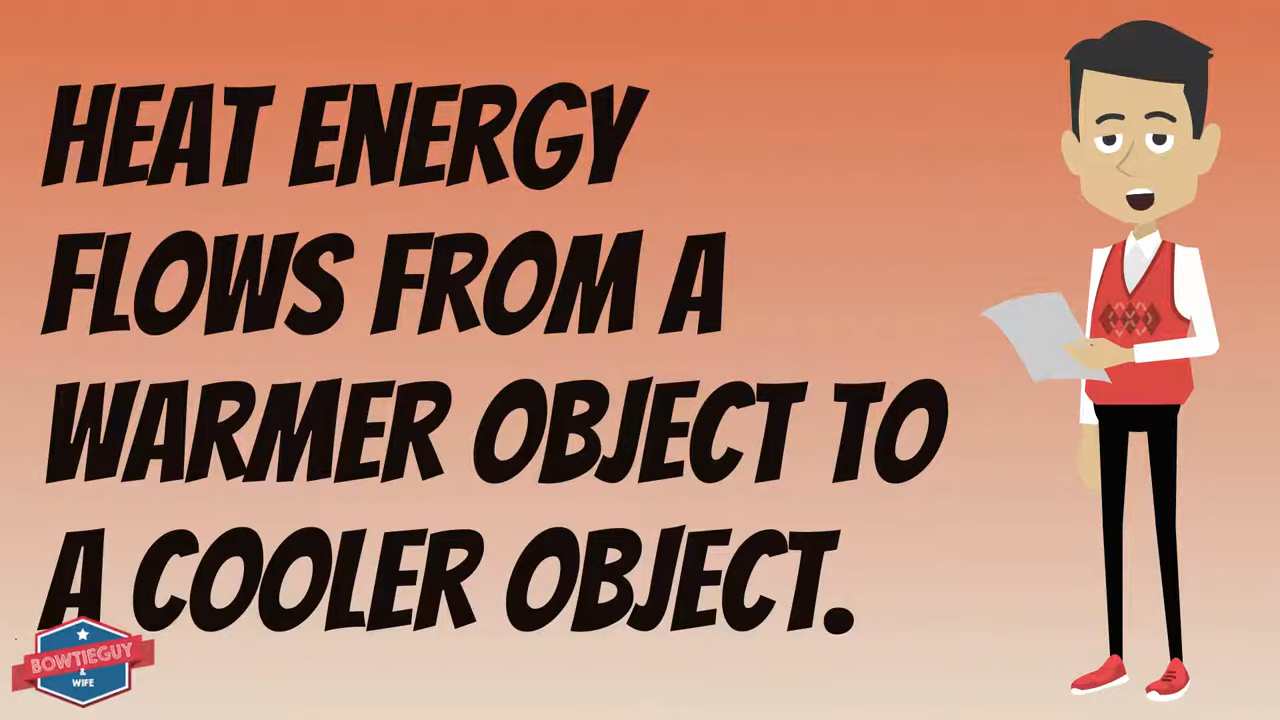 HEAT ENERGY
FLOWS FROM A
WARMER OBJECT TO
A COOLER OBJECT.
BOWTIEGUY
&
WIFE